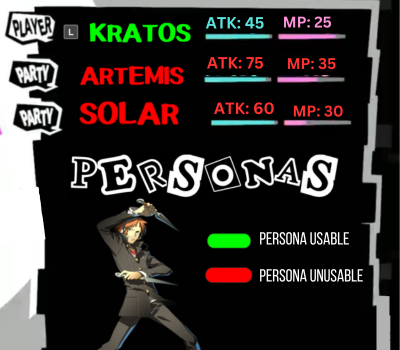 PLAYER L KRATOS ATK: 45 MP: 25
PARTY ARTEMIS ATK: 75 MP: 35
PARTY SOLAR ATK: 60 MP: 30
PERSONAS
PERSONA USABLE
PERSONA UNUSABLE